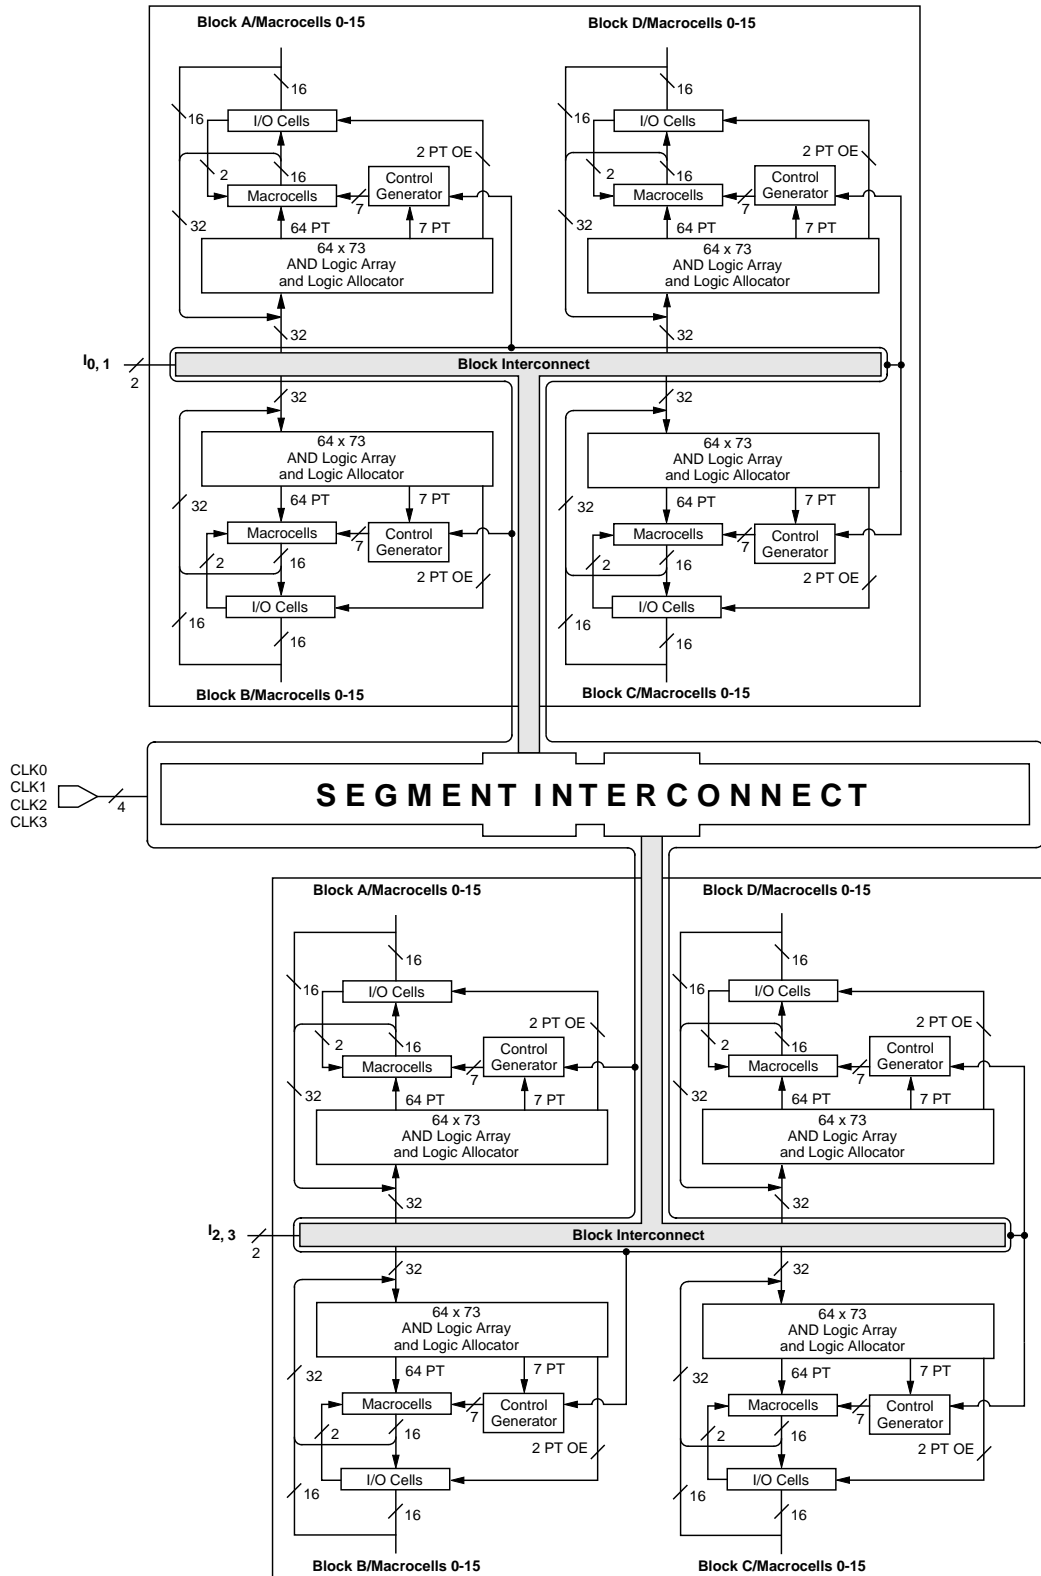 Block A/Macrocells 0-15
Block D/Macrocells 0-15
16
16
16
16
I/O Cells
I/O Cells
2 PT OE
2 PT OE
2
16
2
16
Control
Generator
Control
Generator
Macrocells
Macrocells
7
7
32
64 PT
7 PT
32
64 PT
7 PT
64 x 73
AND Logic Array
and Logic Allocator
64 x 73
AND Logic Array
and Logic Allocator
32
32
I0, 1
2
Block Interconnect
32
32
64 x 73
AND Logic Array
and Logic Allocator
64 x 73
AND Logic Array
and Logic Allocator
32
64 PT
7 PT
32
64 PT
7 PT
Macrocells
7
Control
Generator
Macrocells
7
Control
Generator
2
16
2 PT OE
2
16
2 PT OE
I/O Cells
I/O Cells
16
16
16
16
Block B/Macrocells 0-15
Block C/Macrocells 0-15
CLK0
CLK1
CLK2
CLK3
4
SEGMENT INTERCONNECT
Block A/Macrocells 0-15
Block D/Macrocells 0-15
16
16
16
16
I/O Cells
I/O Cells
2 PT OE
2 PT OE
2
16
2
16
Control
Generator
Control
Generator
Macrocells
Macrocells
7
7
32
64 PT
7 PT
32
64 PT
7 PT
64 x 73
AND Logic Array
and Logic Allocator
64 x 73
AND Logic Array
and Logic Allocator
32
32
I2, 3
2
Block Interconnect
32
32
64 x 73
AND Logic Array
and Logic Allocator
64 x 73
AND Logic Array
and Logic Allocator
32
64 PT
7 PT
32
64 PT
7 PT
Macrocells
7
Control
Generator
Macrocells
7
Control
Generator
2
16
2 PT OE
2
16
2 PT OE
I/O Cells
I/O Cells
16
16
16
16
Block B/Macrocells 0-15
Block C/Macrocells 0-15